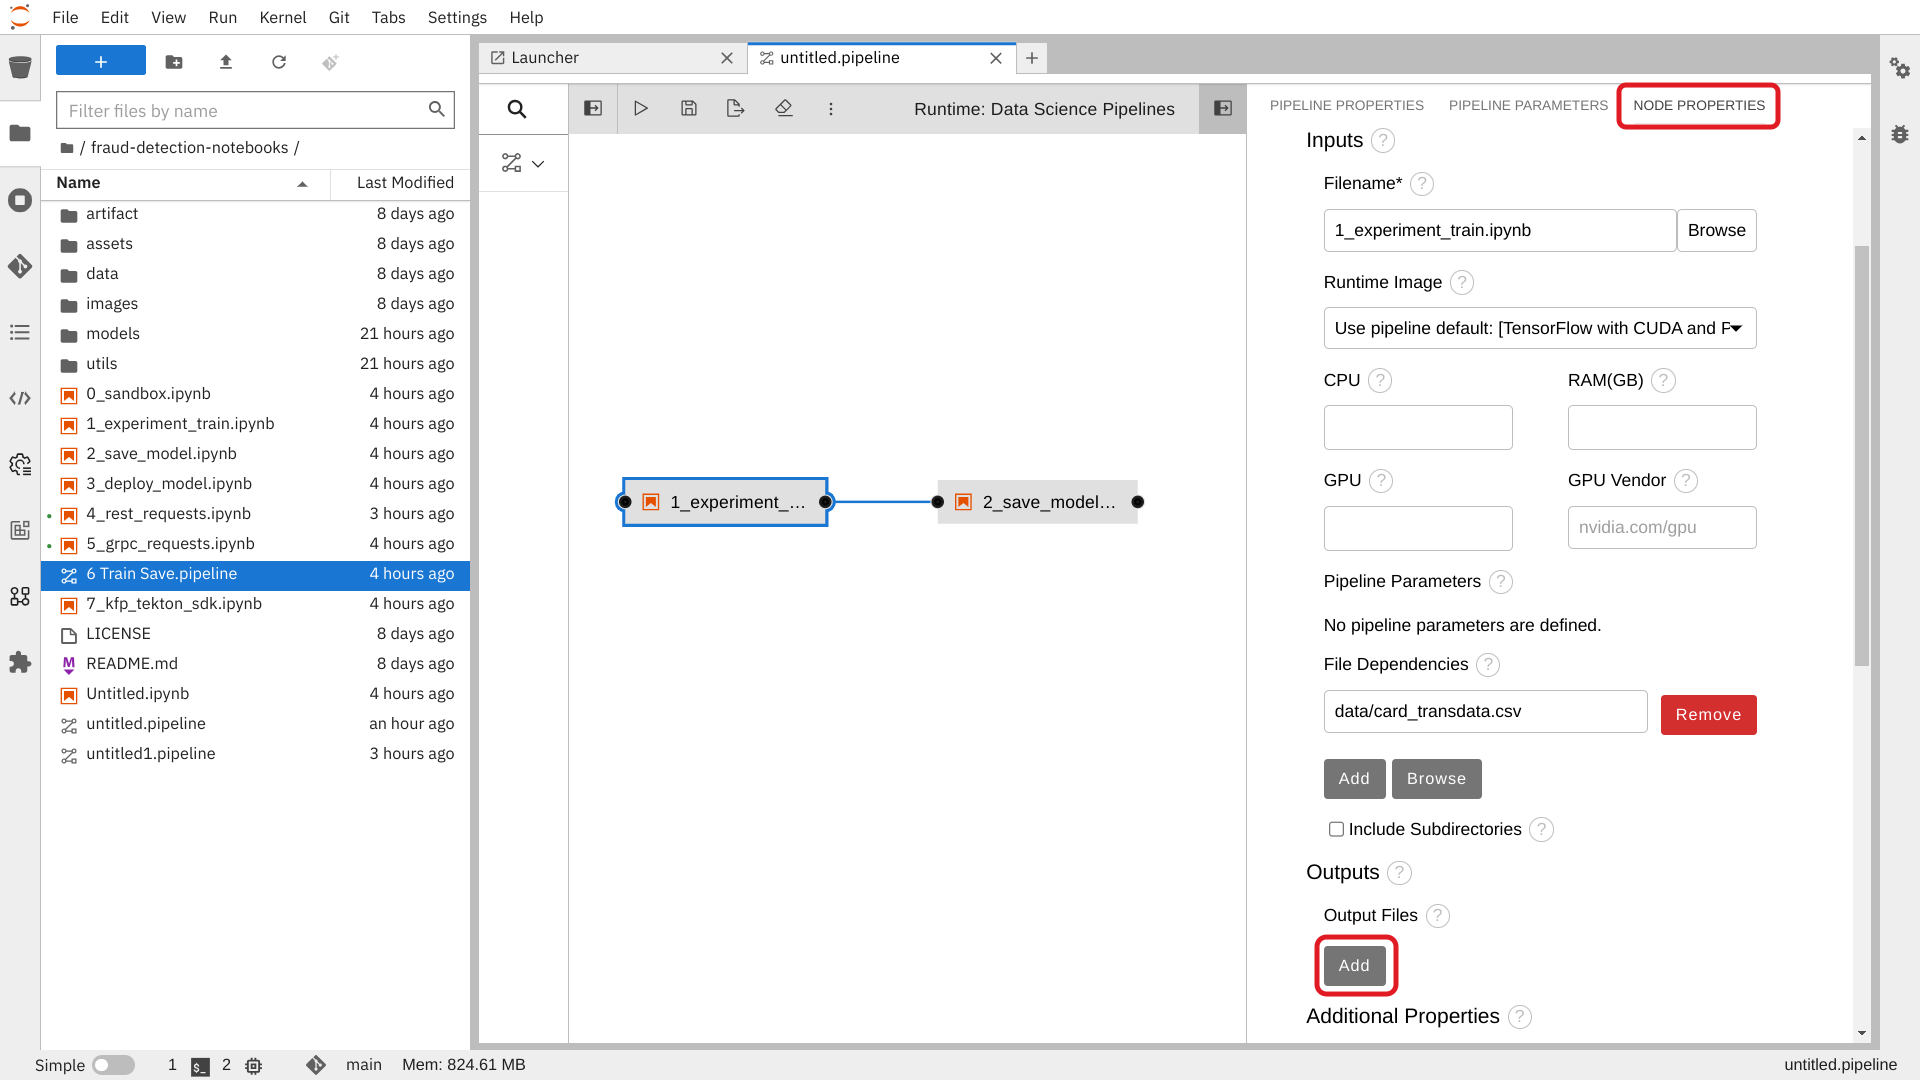 File Edit View Run Kernel Git Tabs Settings Help
+
Filter files by name
/ fraud-detection-notebooks /
Name Last Modified
artifact 8 days ago
assets 8 days ago
data 8 days ago
images 8 days ago
models 21 hours ago
utils 21 hours ago
0_sandbox.ipynb 4 hours ago
1_experiment_train.ipynb 4 hours ago
2_save_model.ipynb 4 hours ago
3_deploy_model.ipynb 4 hours ago
4_rest_requests.ipynb 3 hours ago
5_grpc_requests.ipynb 4 hours ago
6 Train Save.pipeline 4 hours ago
7_kfp_tekton_sdk.ipynb 4 hours ago
LICENSE 8 days ago
README.md 8 days ago
Untitled.ipynb 4 hours ago
untitled.pipeline an hour ago
untitled1.pipeline 3 hours ago
Launcher untitled.pipeline
Runtime: Data Science Pipelines
1_experiment_... 2_save_model...
PIPELINE PROPERTIES PIPELINE PARAMETERS NODE PROPERTIES
Inputs ?
Filename* ?
1_experiment_train.ipynb Browse
Runtime Image ?
Use pipeline default: [TensorFlow with CUDA and
CPU ? RAM(GB) ?
GPU ? GPU Vendor ?
nvidia.com/gpu
Pipeline Parameters ?
No pipeline parameters are defined.
File Dependencies ?
data/card_transdata.csv Remove
Add Browse
Include Subdirectories ?
Outputs ?
Output Files ?
Add
Additional Properties ?
Simple 1 $_ 2 main Mem: 824.61 MB untitled.pipeline